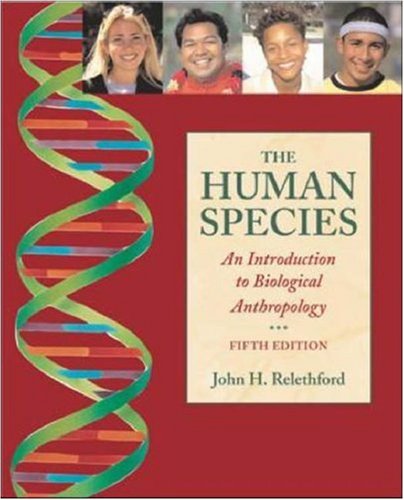 THE
HUMAN
SPECIES
An Introduction
to Biological
Anthropology
FIFTH EDITION
John H. Relethford